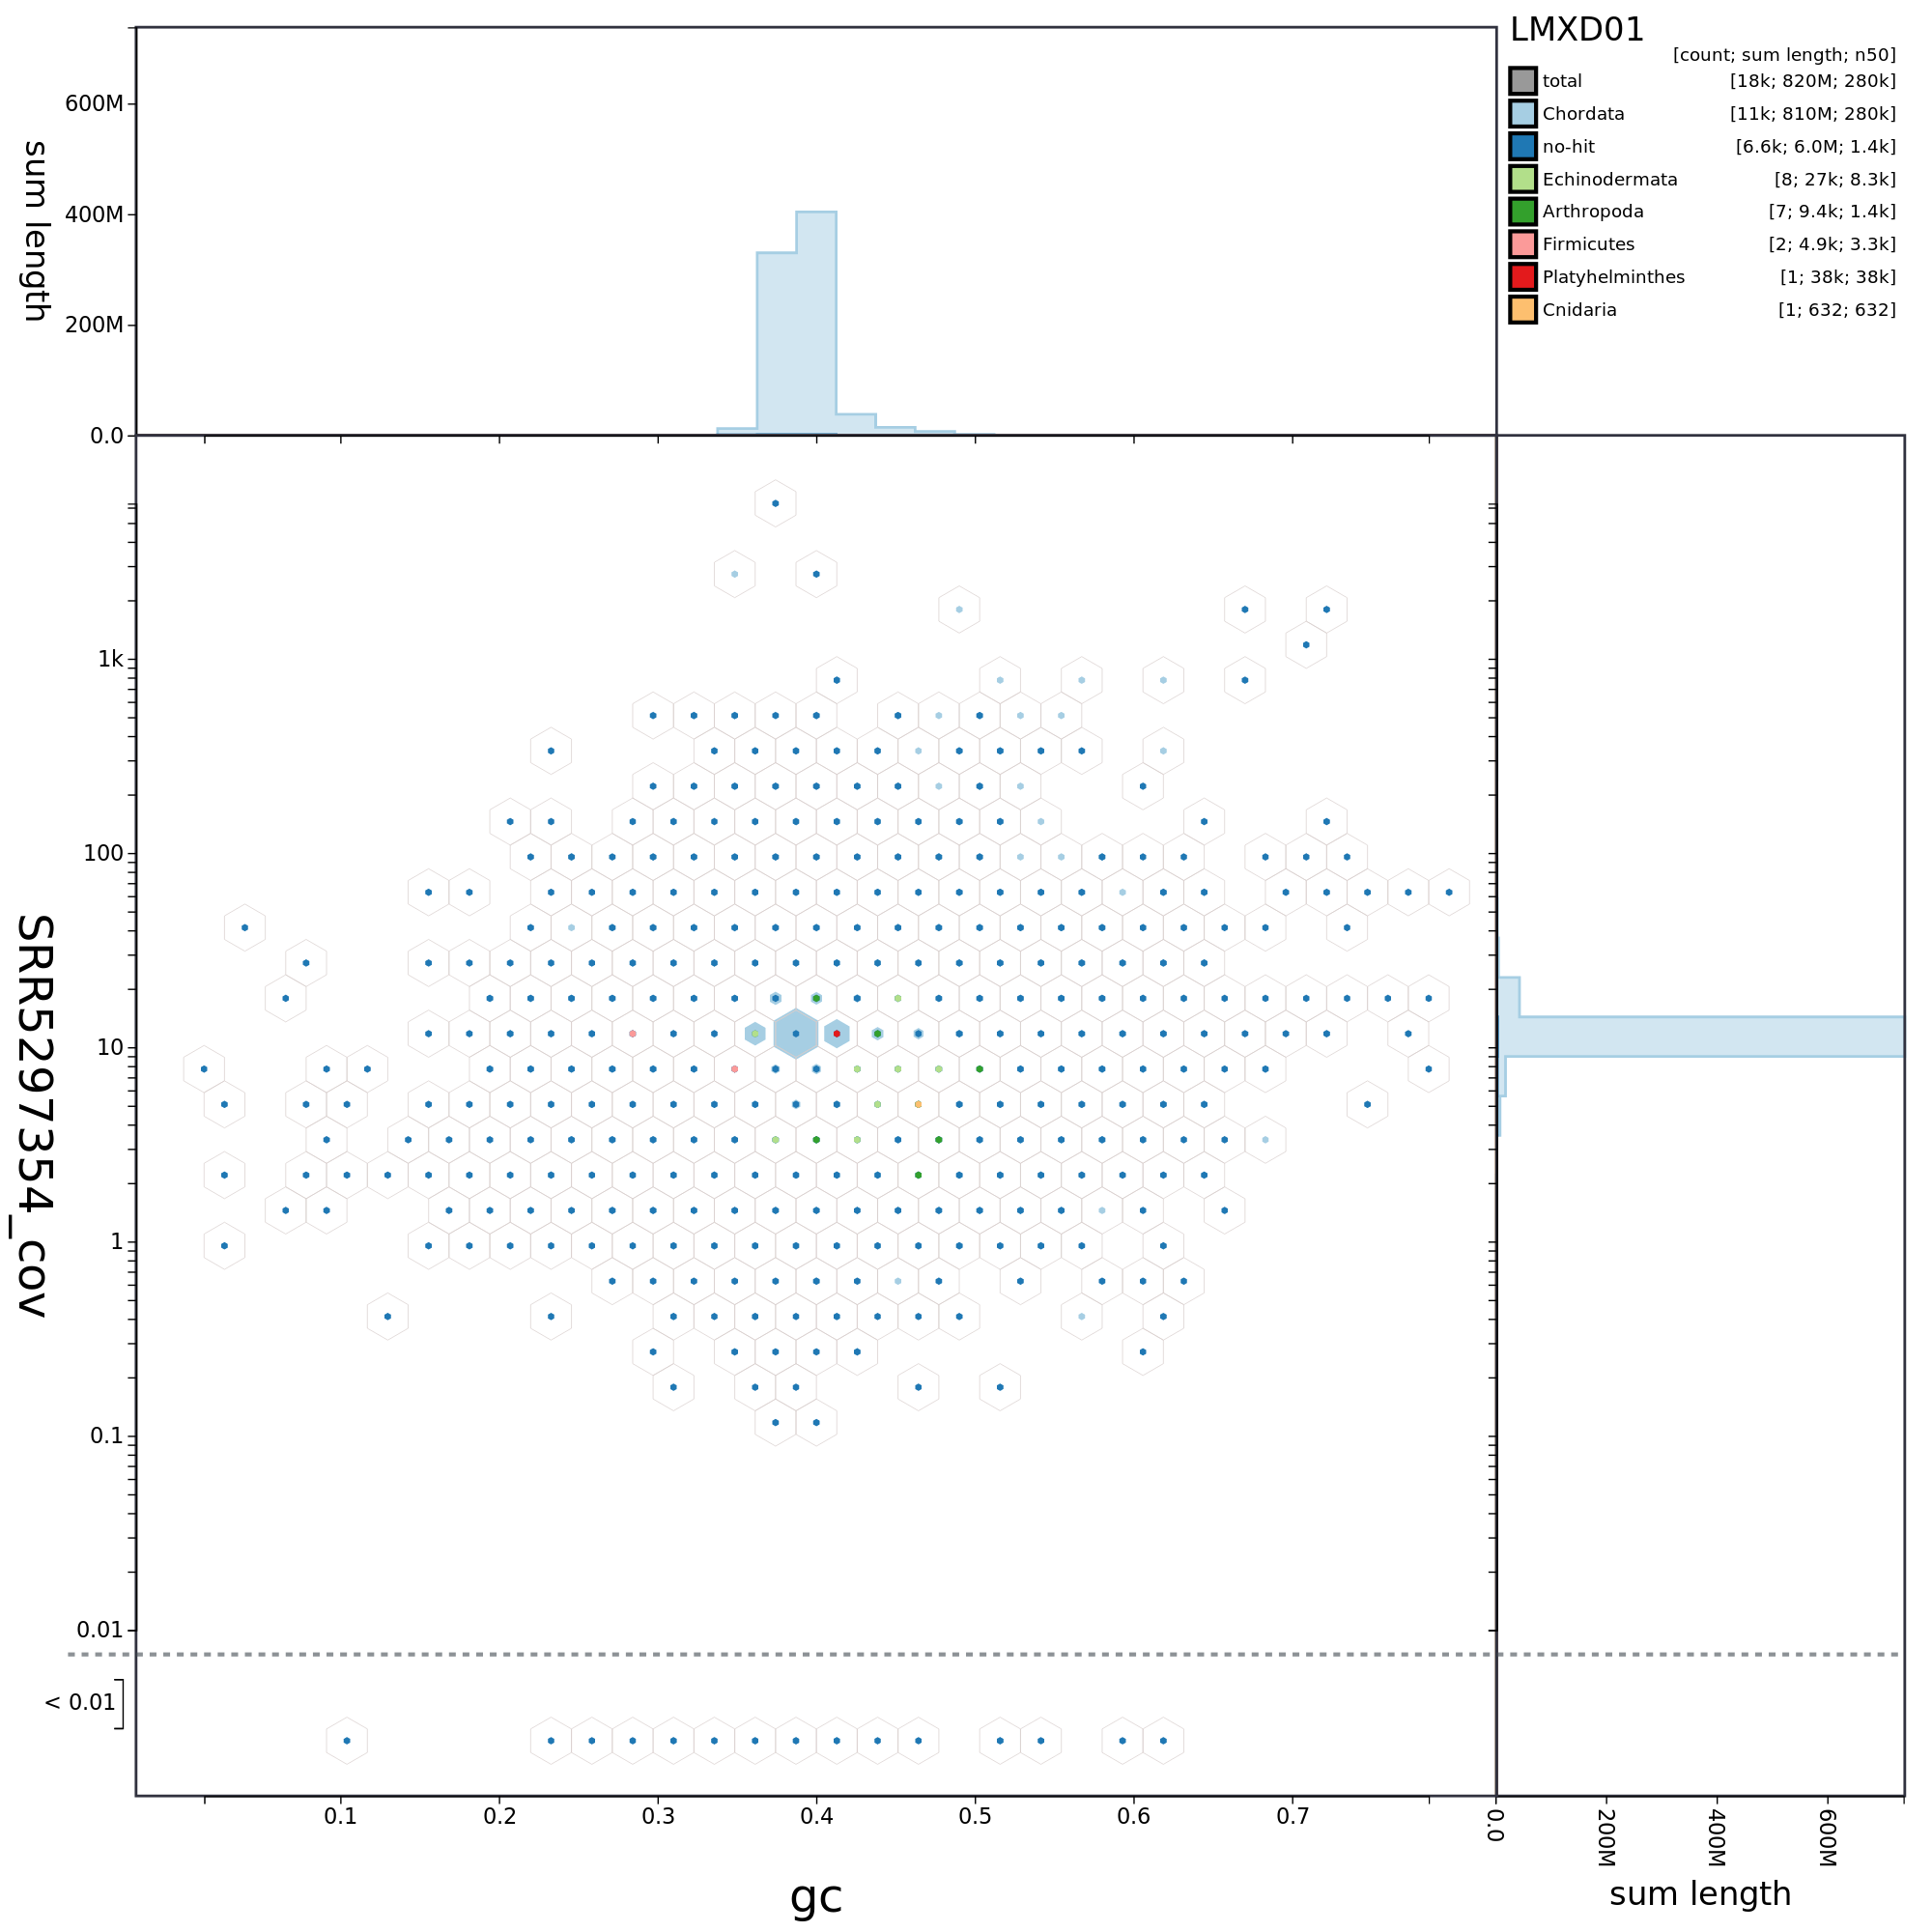 LMXD01
[count; sum length; n50]
total [18k; 820M; 280k]
Chordata [11k; 810M; 280k]
no-hit [6.6k; 6.0M; 1.4k]
Echinodermata [8; 27k; 8.3k]
Arthropoda [7; 9.4k; 1.4k]
Firmicutes [2; 4.9k; 3.3k]
Platyhelminthes [1; 38k; 38k]
Cnidaria [1; 632; 632]
sum length
600M
400M
200M
0.0
SRR5297354_cov
1k
100
10
1
0.1
0.01
< 0.01
0.1 0.2 0.3 0.4 0.5 0.6 0.7
gc
0.0 200M 400M 600M
sum length